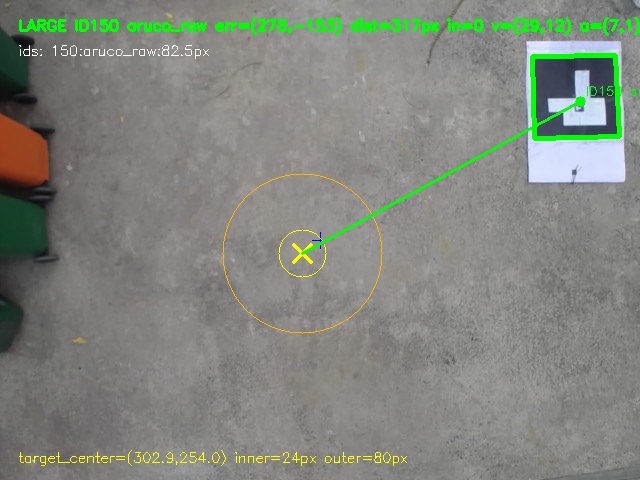 LARGE ID150 aruco_raw err=(278,-153) dist=317px in=0 v=(29,12) a=(7,1)
ids: 150:aruco_raw:82.5px
ID150 a
target_center=(302.9,254.0) inner=24px outer=80px